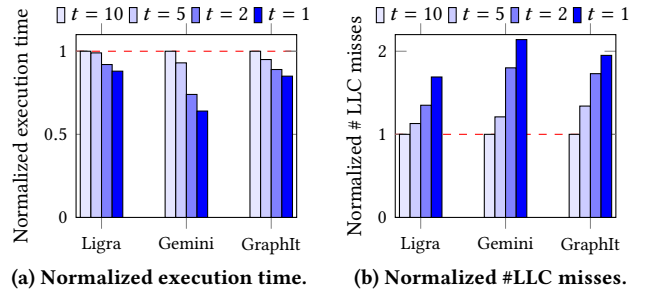 t = 10 t = 5 t = 2 t = 1
Normalized execution time
1
0.5
0
Ligra Gemini GraphIt
(a) Normalized execution time.
t = 10 t = 5 t = 2 t = 1
Normalized # LLC misses
2
1
0
Ligra Gemini GraphIt
(b) Normalized #LLC misses.